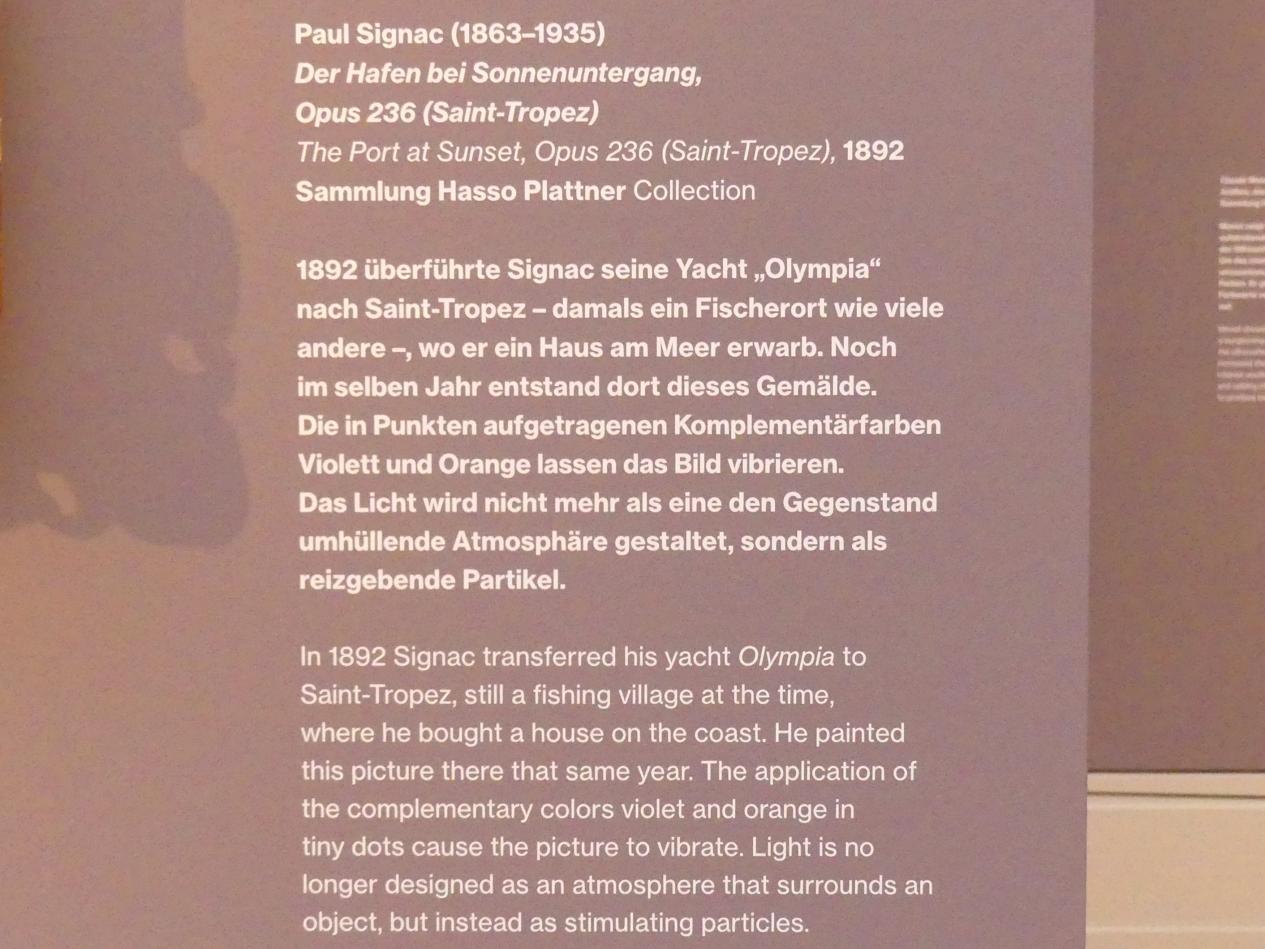 Paul Signac (1863–1935)
Der Hafen bei Sonnenuntergang,
Opus 236 (Saint-Tropez)
The Port at Sunset, Opus 236 (Saint-Tropez), 1892
Sammlung Hasso Plattner Collection
1892 überführte Signac seine Yacht „Olympia“
nach Saint-Tropez – damals ein Fischerort wie viele
andere –, wo er ein Haus am Meer erwarb. Noch
im selben Jahr entstand dort dieses Gemälde.
Die in Punkten aufgetragenen Komplementärfarben
Violett und Orange lassen das Bild vibrieren.
Das Licht wird nicht mehr als eine den Gegenstand
umhüllende Atmosphäre gestaltet, sondern als
reizgebende Partikel.
In 1892 Signac transferred his yacht Olympia to
Saint-Tropez, still a fishing village at the time,
where he bought a house on the coast. He painted
this picture there that same year. The application of
the complementary colors violet and orange in
tiny dots cause the picture to vibrate. Light is no
longer designed as an atmosphere that surrounds an
object, but instead as stimulating particles.